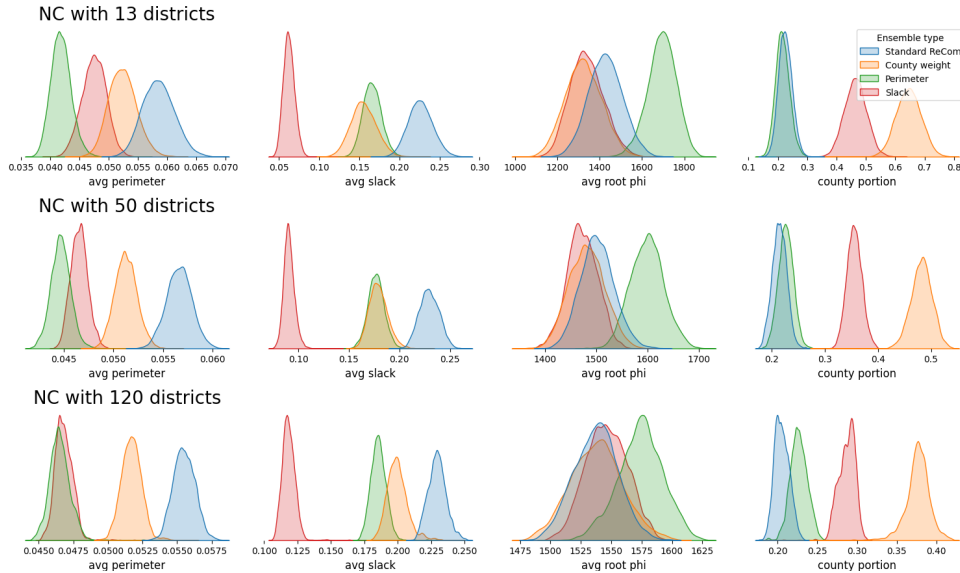 NC with 13 districts
Ensemble type
Standard ReCom
County weight
Perimeter
Slack
0.035 0.040 0.045 0.050 0.055 0.060 0.065 0.070
avg perimeter
0.05 0.10 0.15 0.20 0.25 0.30
avg slack
1000 1200 1400 1600 1800
avg root phi
0.1 0.2 0.3 0.4 0.5 0.6 0.7 0.8
county portion
NC with 50 districts
0.045 0.050 0.055 0.060
avg perimeter
0.10 0.15 0.20 0.25
avg slack
1400 1500 1600 1700
avg root phi
0.2 0.3 0.4 0.5
county portion
NC with 120 districts
0.0450 0.0475 0.0500 0.0525 0.0550 0.0575
avg perimeter
0.100 0.125 0.150 0.175 0.200 0.225 0.250
avg slack
1475 1500 1525 1550 1575 1600 1625
avg root phi
0.20 0.25 0.30 0.35 0.40
county portion